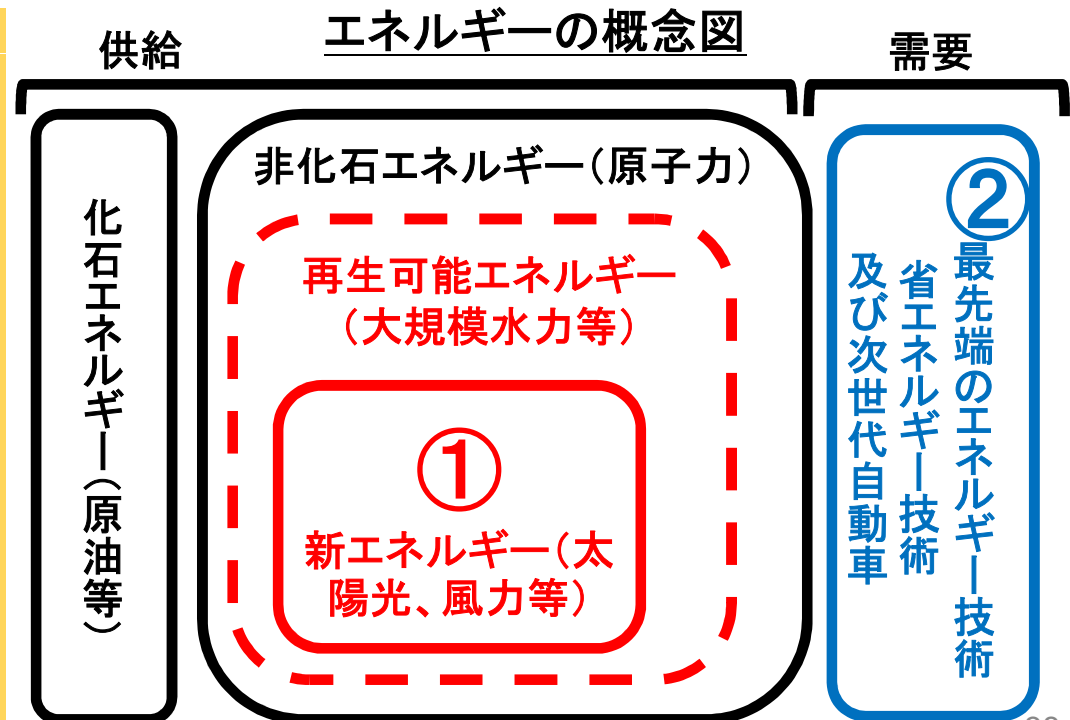 エネルギーの概念図
供給
需要
化石エネルギー（原油等）
非化石エネルギー（原子力）
再生可能エネルギー
（大規模水力等）
①
新エネルギー（太
陽光、風力等）
②
最先端のエネルギー技術
省エネルギー技術
及び次世代自動車